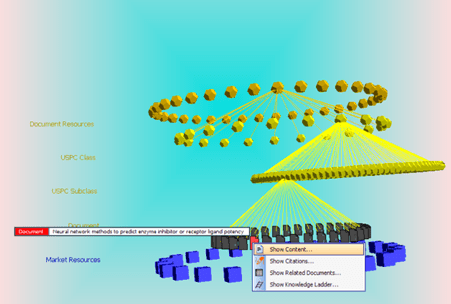 Document Resources
USPC Class
USPC Subclass
Document
Document Neural network methods to predict enzyme inhibitor or receptor ligand potency
Show Content...
Show Citations...
Market Resources
Show Related Documents...
Show Knowledge Ladder...